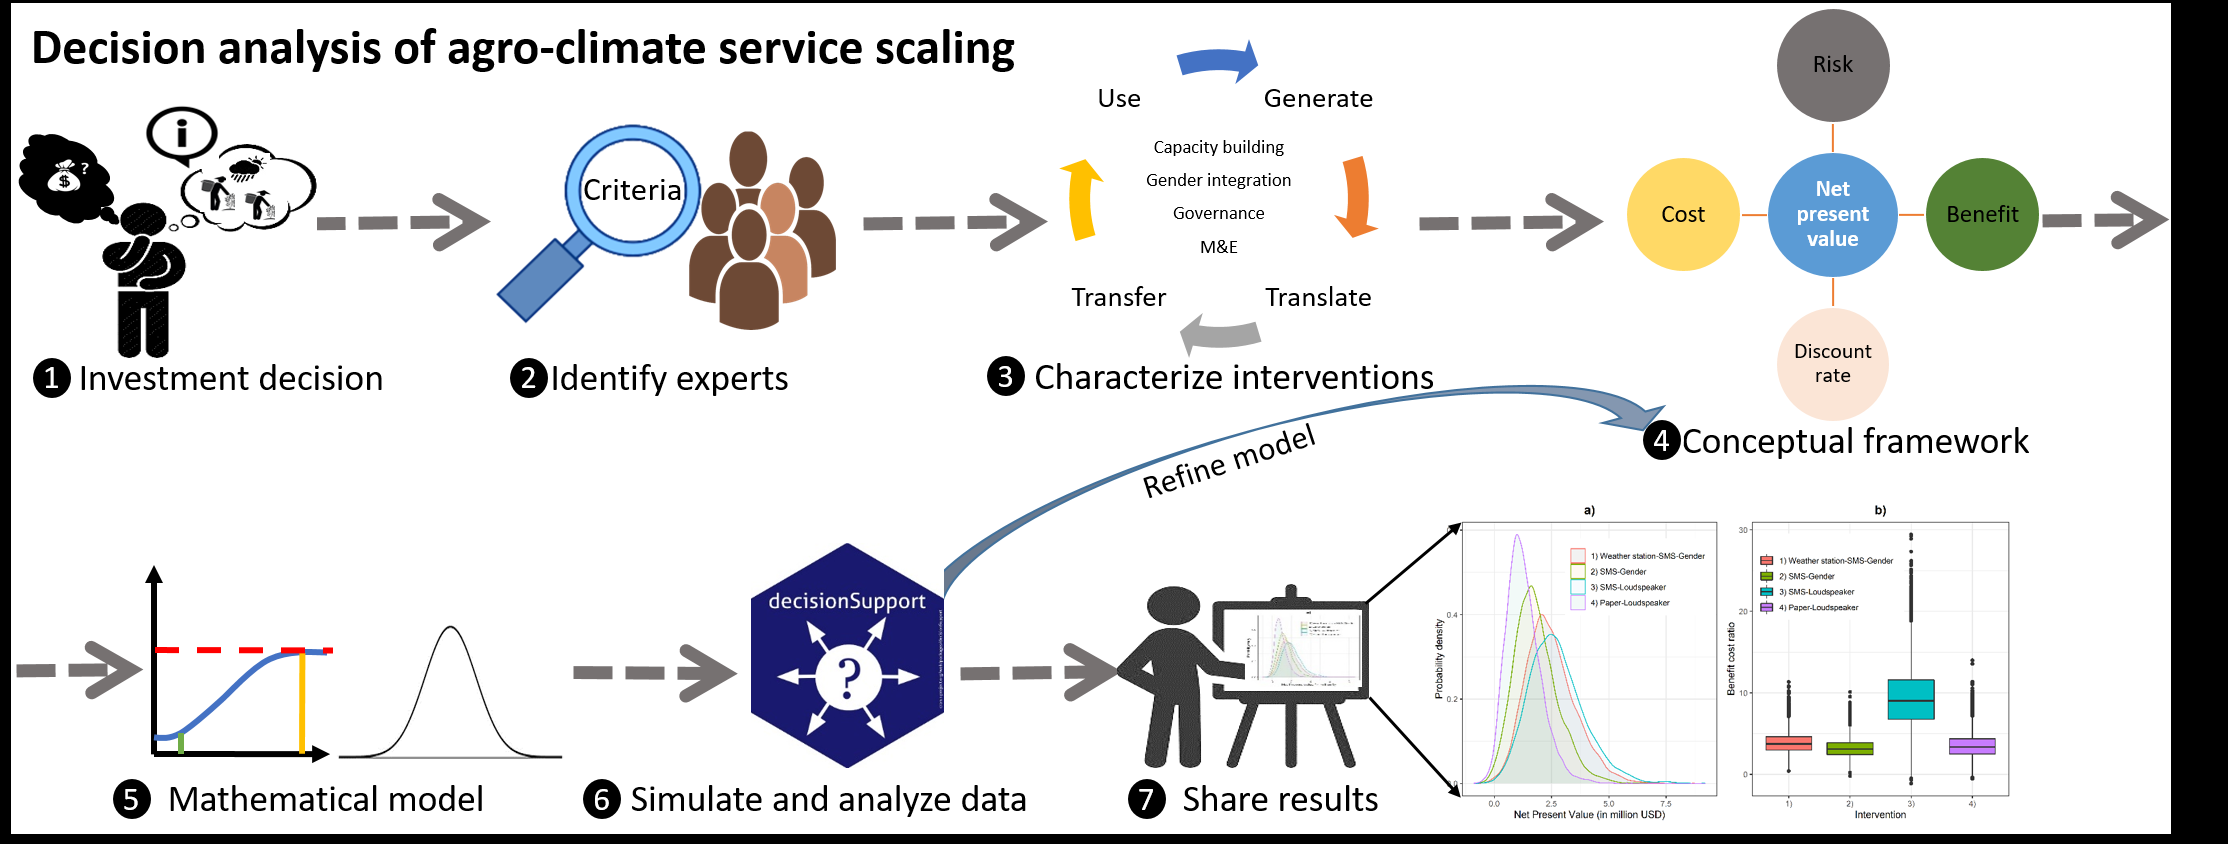 Decision analysis of agro-climate service scaling
i
$
?
1 Investment decision
Criteria
2 Identify experts
Use
Generate
Capacity building
Gender integration
Governance
M&E
Transfer
Translate
3 Characterize interventions
Risk
Cost
Net
present
value
Benefit
Discount
rate
4 Conceptual framework
Refine model
5 Mathematical model
decisionSupport
?
6 Simulate and analyze data
7 Share results
a)
1) Weather station-SMS-Gender
2) SMS-Gender
3) SMS-Loudspeaker
4) Paper-Loudspeaker
Probability density
0.4
0.2
0.0
0.0 2.5 5.0 7.5
Net Present Value (in million USD)
b)
1) Weather station-SMS-Gender
2) SMS-Gender
3) SMS-Loudspeaker
4) Paper-Loudspeaker
Benefit cost ratio
30
20
10
0
1) 2) 3) 4)
Intervention